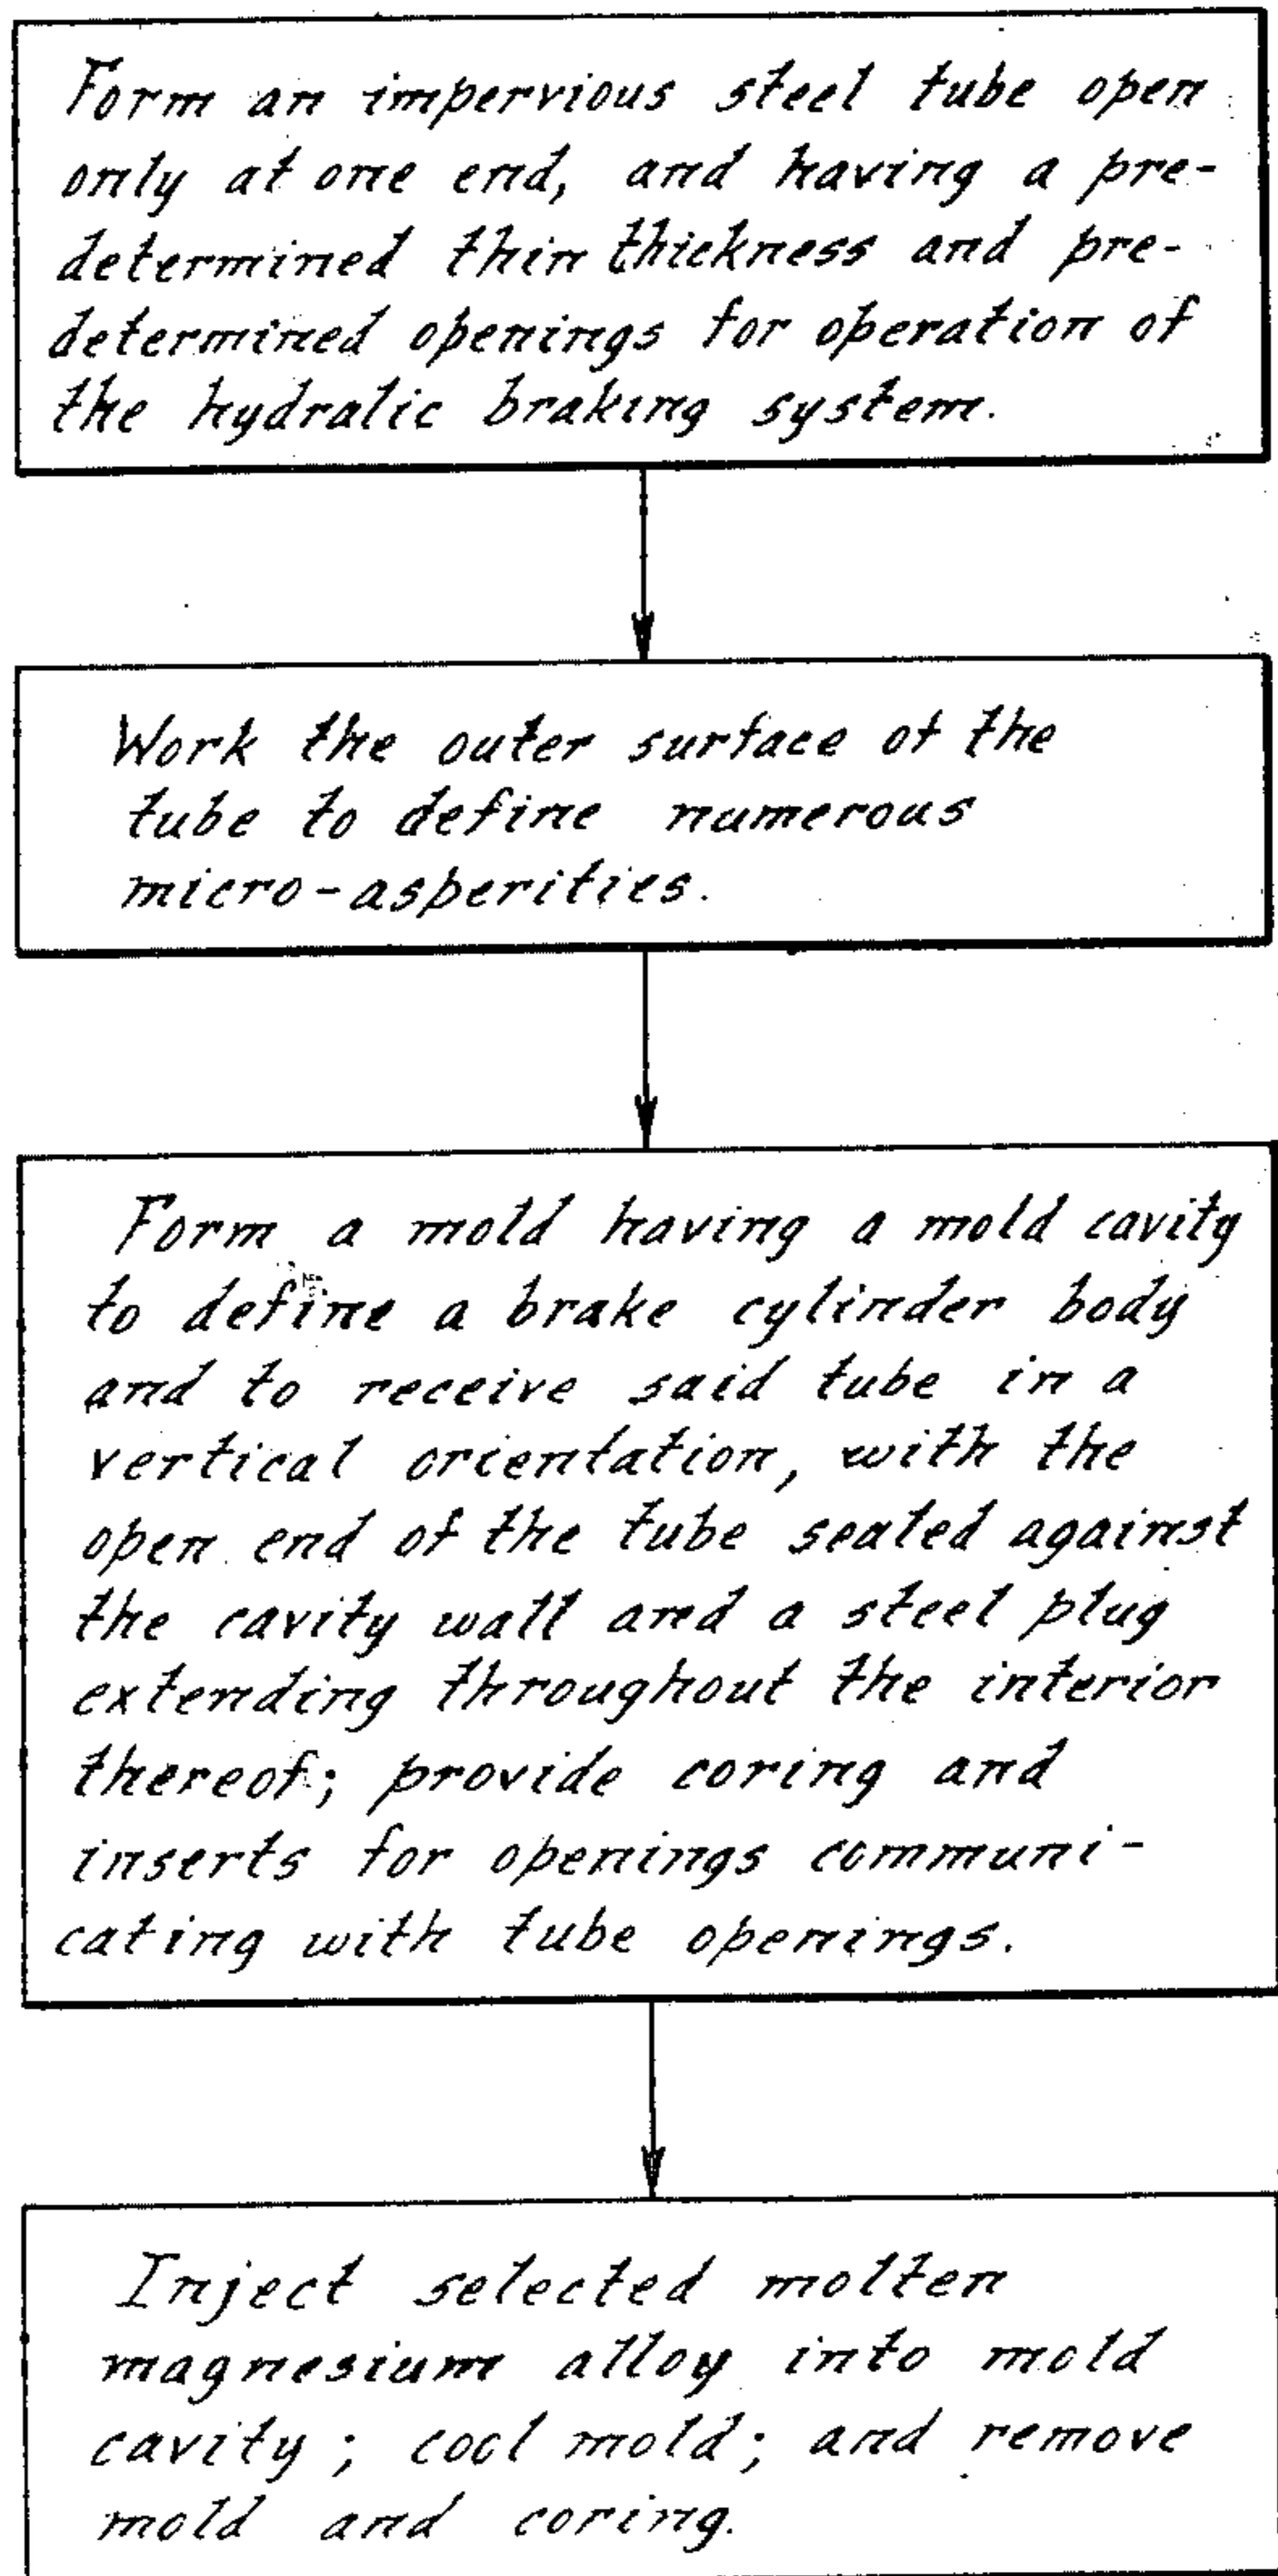 Form an impervious steel tube open
only at one end, and having a pre-
determined thin thickness and pre-
determined openings for operation of
the hydralic braking system.
Work the outer surface of the
tube to define numerous
micro-asperities.
Form a mold having a mold cavity
to define a brake cylinder body
and to receive said tube in a
vertical orientation, with the
open end of the tube sealed against
the cavity wall and a steel plug
extending throughout the interior
thereof; provide coring and
inserts for openings communi-
cating with tube openings.
Inject selected molten
magnesium alloy into mold
cavity; cool mold; and remove
mold and coring.